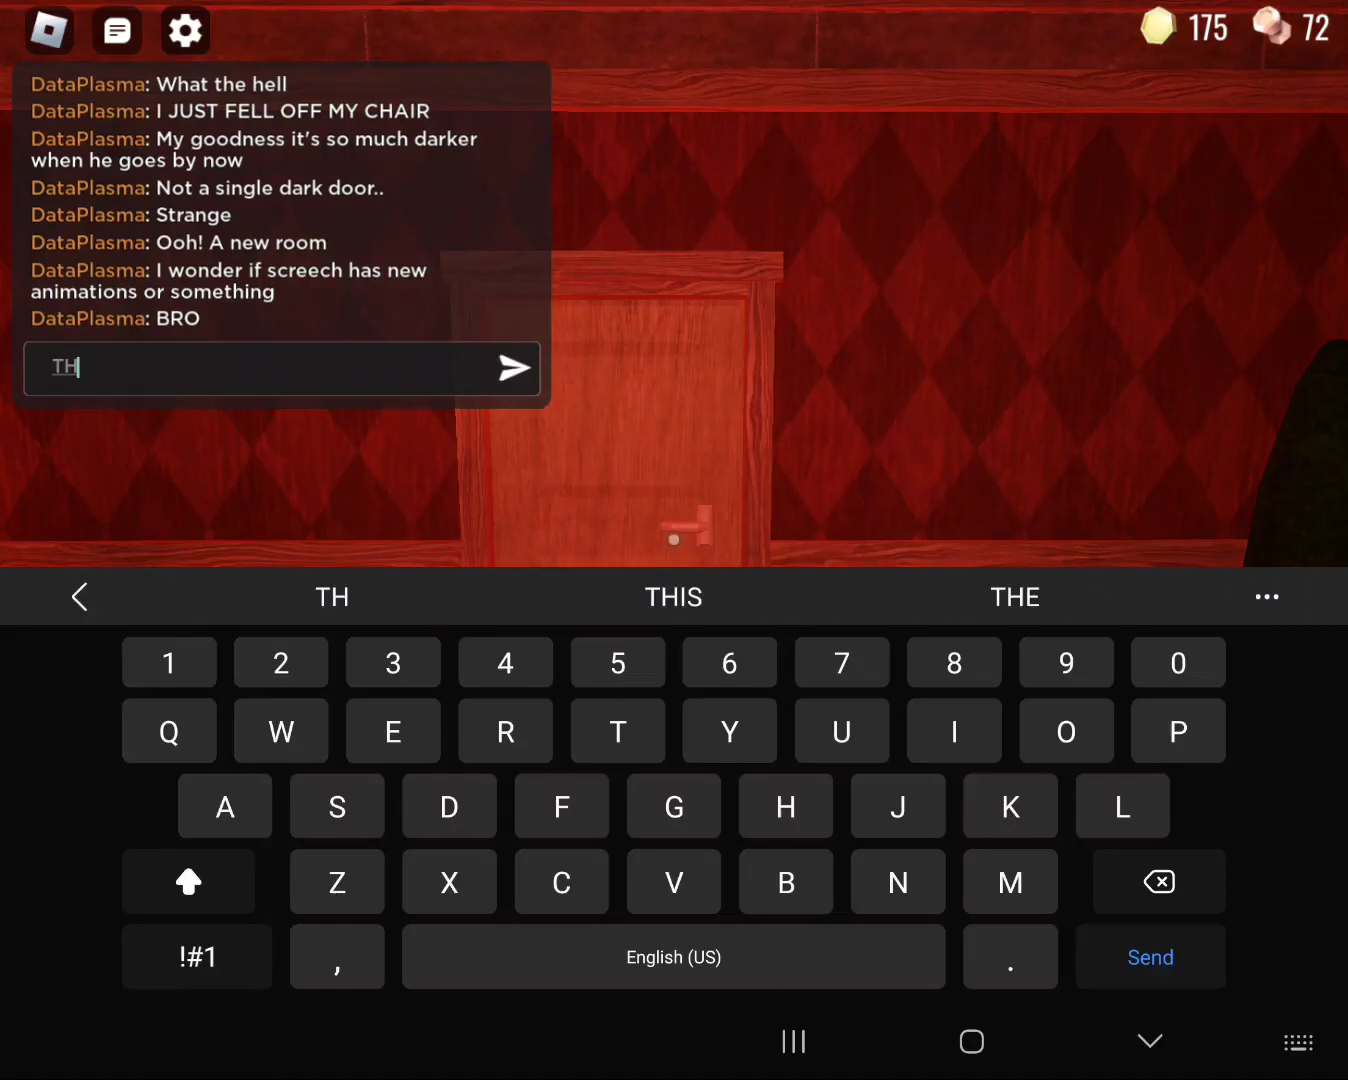 175 72
DataPlasma: What the hell
DataPlasma: I JUST FELL OFF MY CHAIR
DataPlasma: My goodness it's so much darker
when he goes by now
DataPlasma: Not a single dark door..
DataPlasma: Strange
DataPlasma: Ooh! A new room
DataPlasma: I wonder if screech has new
animations or something
DataPlasma: BRO
TH
TH THIS THE
1 2 3 4 5 6 7 8 9 0
Q W E R T Y U I O P
A S D F G H J K L
Z X C V B N M
!#1 , English (US) . Send